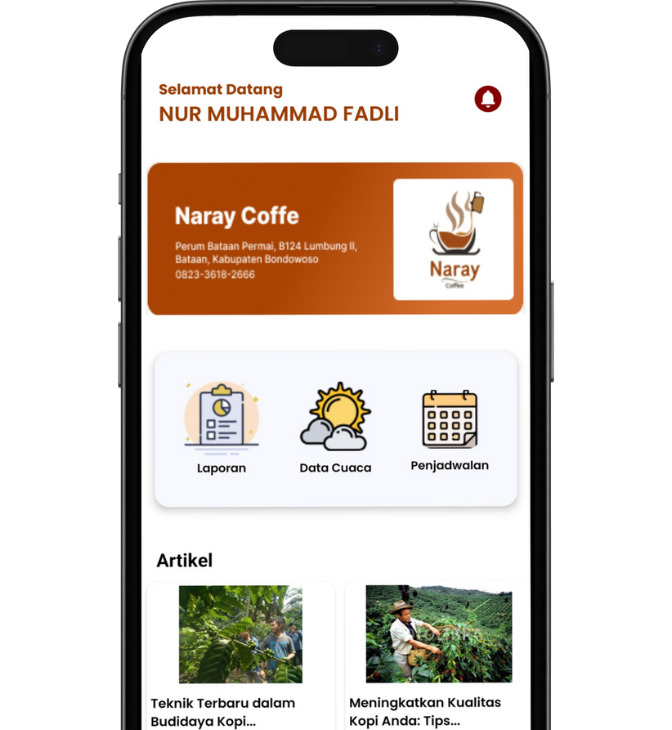 Selamat Datang
NUR MUHAMMAD FADLI
Naray Coffe
Perum Bataan Permai, B124 Lumbung II,
Bataan, Kabupaten Bondowoso
0823-3618-2666
Naray
Coffee
Laporan
Data Cuaca
Penjadwalan
Artikel
Teknik Terbaru dalam
Budidaya Kopi...
Meningkatkan Kualitas
Kopi Anda: Tips...